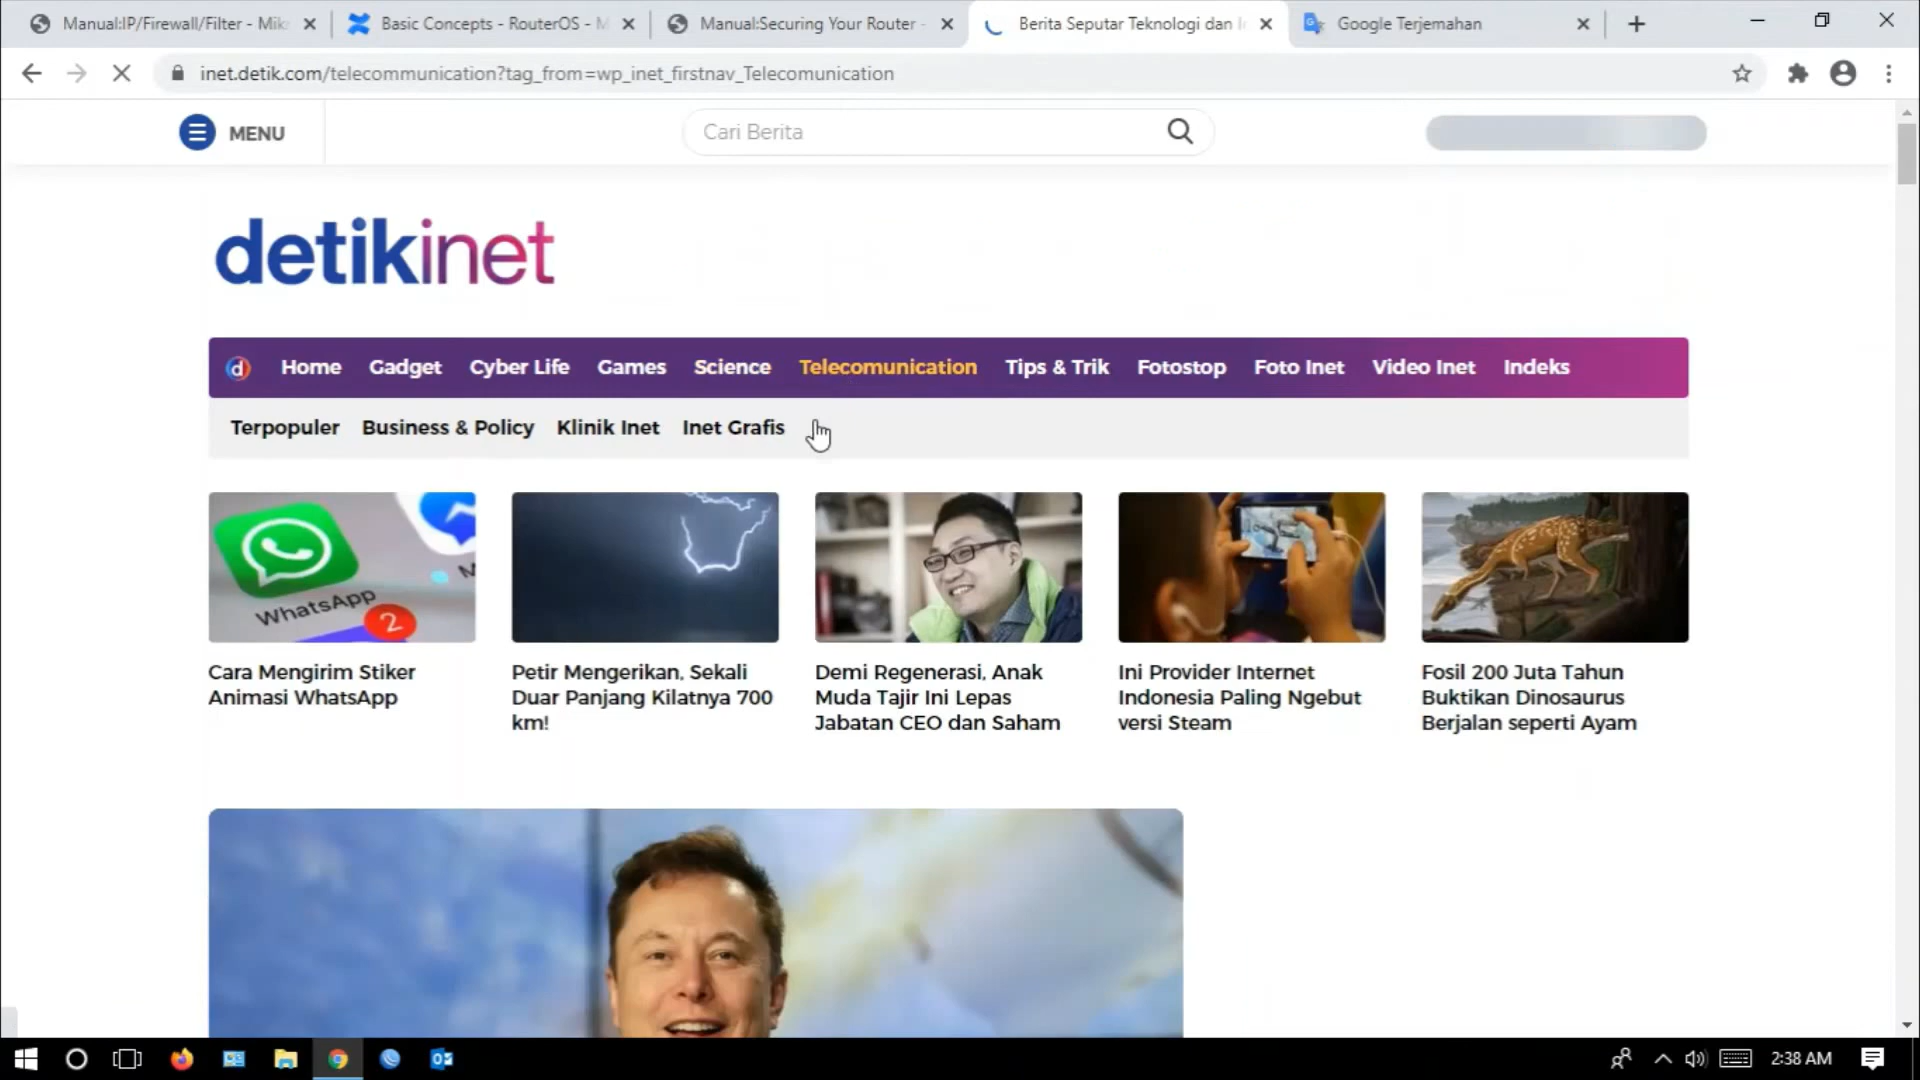 Manual:IP/Firewall/Filter - Mik
Basic Concepts - RouterOS - M
Manual:Securing Your Router -
Berita Seputar Teknologi dan I
Google Terjemahan
inet.detik.com/telecommunication?tag_from=wp_inet_firstnav_Telecomunication
MENU
Cari Berita
detikinet
d Home Gadget Cyber Life Games Science Telecomunication Tips & Trik Fotostop Foto Inet Video Inet Indeks
Terpopuler Business & Policy Klinik Inet Inet Grafis
WhatsApp
2
M
Cara Mengirim Stiker
Animasi WhatsApp
Petir Mengerikan, Sekali
Duar Panjang Kilatnya 700
km!
Demi Regenerasi, Anak
Muda Tajir Ini Lepas
Jabatan CEO dan Saham
Ini Provider Internet
Indonesia Paling Ngebut
versi Steam
Fosil 200 Juta Tahun
Buktikan Dinosaurus
Berjalan seperti Ayam
2:38 AM